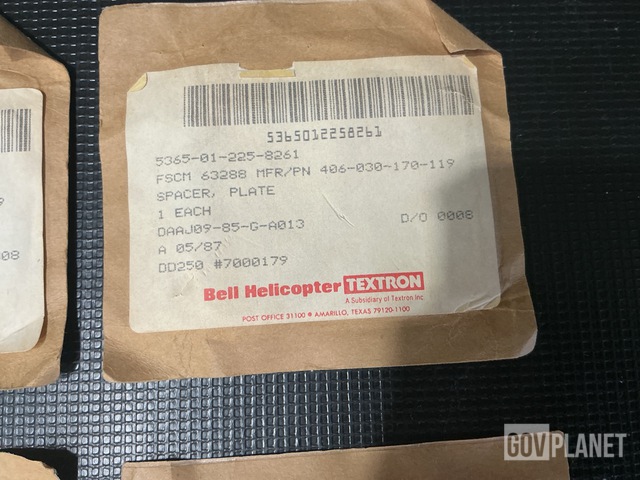 5365012258261
5365-01-225-8261
FSCM 63288 MFR/PN 406-030-170-119
SPACER, PLATE
1 EACH
DAAJ09-85-G-A013 D/O 0008
A 05/87
DD250 #7000179
Bell Helicopter TEXTRON
A Subsidiary of Textron Inc.
POST OFFICE 31100 ● AMARILLO, TEXAS 79120-1100
9
08
GOVPLANET